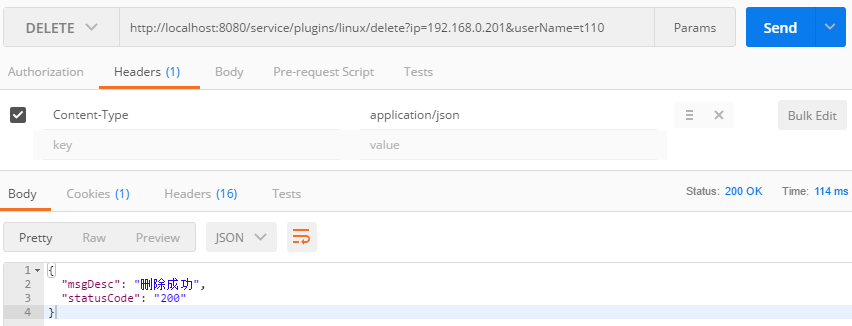 DELETE http://localhost:8080/service/plugins/linux/delete?ip=192.168.0.201&userName=t110 Params Send
Authorization Headers (1) Body Pre-request Script Tests
Content-Type application/json Bulk Edit
key value
Body Cookies (1) Headers (16) Tests Status: 200 OK Time: 114 ms
Pretty Raw Preview JSON
1 {
2 "msgDesc": "删除成功",
3 "statusCode": "200"
4 }